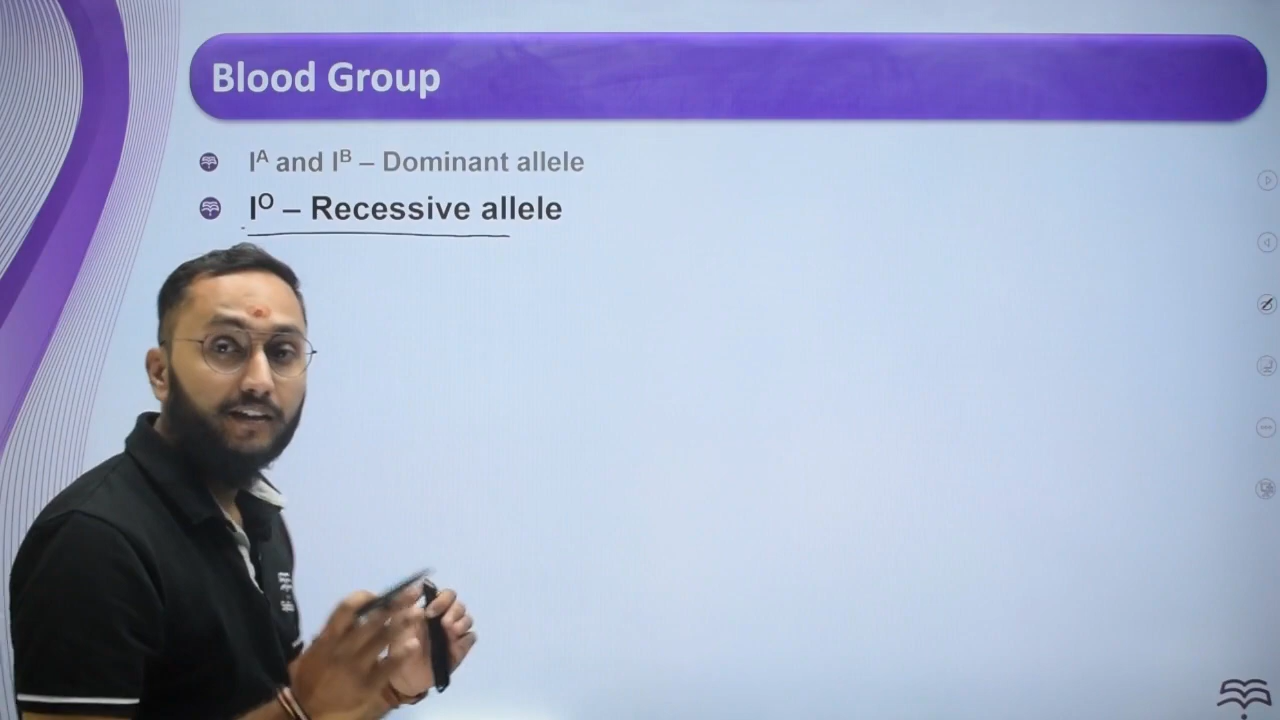 Blood Group
Iᴬ and Iᴮ – Dominant allele
Iᴼ – Recessive allele